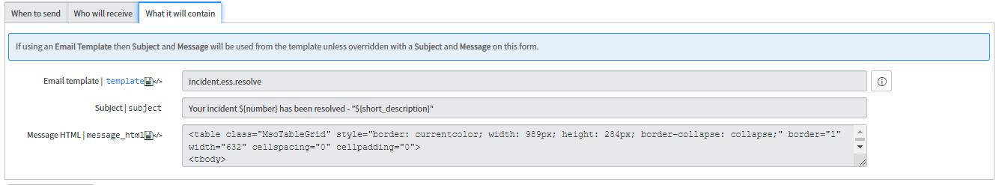 When to send Who will receive What it will contain
If using an Email Template then Subject and Message will be used from the template unless overridden with a Subject and Message on this form.
Email template | template </> incident.ess.resolve
Subject | subject Your incident ${number} has been resolved - "${short_description}"
Message HTML | message_html </> <table class="MsoTableGrid" style="border: currentcolor; width: 989px; height: 284px; border-collapse: collapse;" border="1"
width="632" cellspacing="0" cellpadding="0">
<tbody>